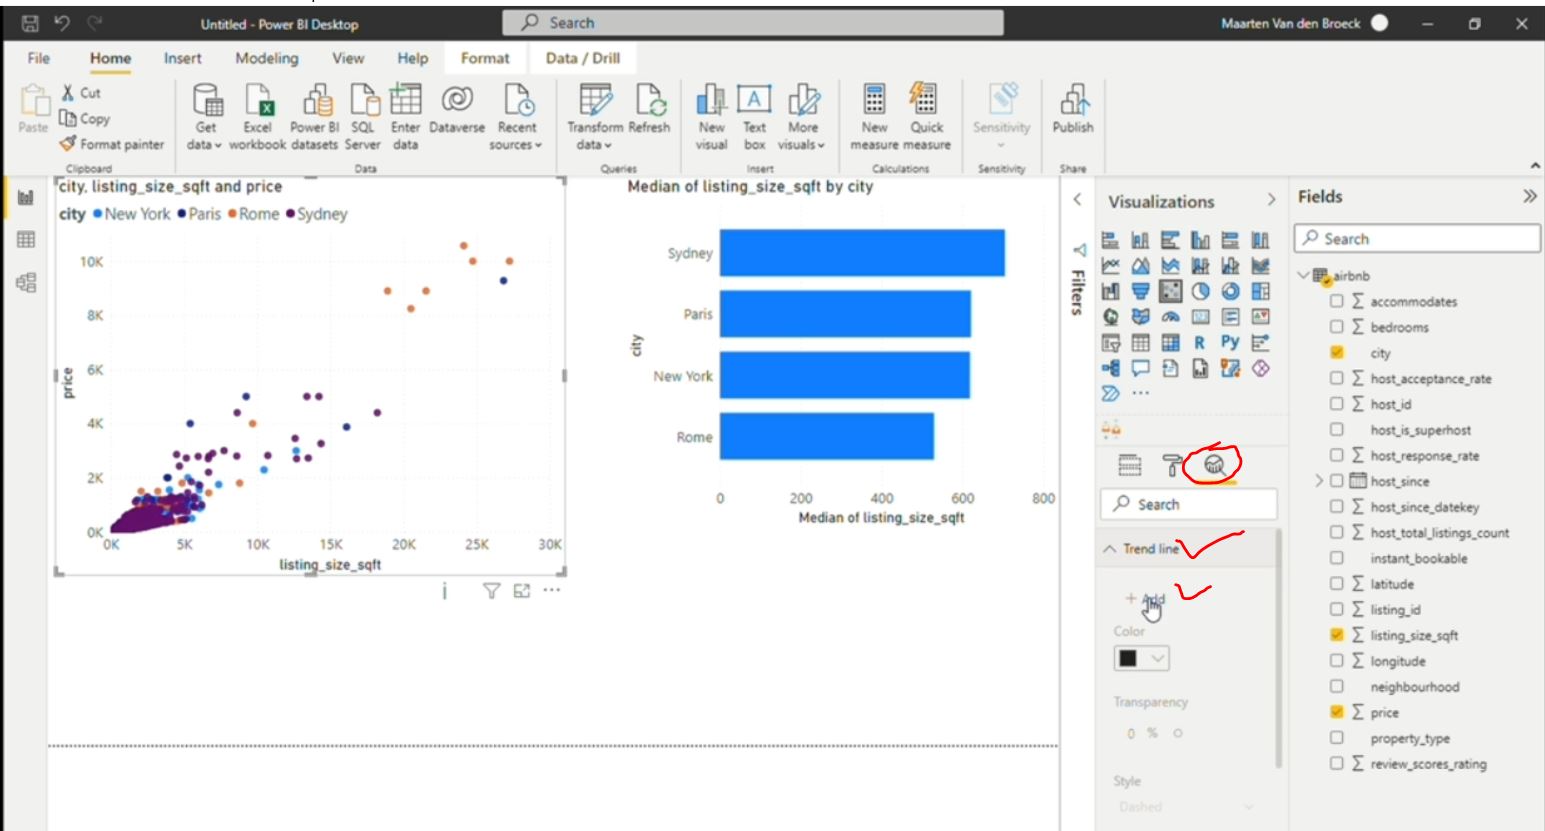 Untitled - Power BI Desktop
Search
Maarten Van den Broeck
File Home Insert Modeling View Help Format Data / Drill
Paste
Cut
Copy
Format painter
Clipboard
Get data
Excel workbook
Power BI datasets
SQL Server
Enter data
Dataverse
Recent sources
Data
Transform data
Refresh
Queries
New visual
Text box
More visuals
Insert
New measure
Quick measure
Calculations
Sensitivity
Sensitivity
Publish
Share
city, listing_size_sqft and price
city New York Paris Rome Sydney
10K
8K
6K
4K
2K
0K
price
0K 5K 10K 15K 20K 25K 30K
listing_size_sqft
Median of listing_size_sqft by city
Sydney
Paris
New York
Rome
city
0 200 400 600 800
Median of listing_size_sqft
Filters
Visualizations
R Py
Search
Trend line
+ Add
Color
Transparency
0 %
Style
Dashed
Fields
Search
airbnb
accommodates
bedrooms
city
host_acceptance_rate
host_id
host_is_superhost
host_response_rate
host_since
host_since_datekey
host_total_listings_count
instant_bookable
latitude
listing_id
listing_size_sqft
longitude
neighbourhood
price
property_type
review_scores_rating